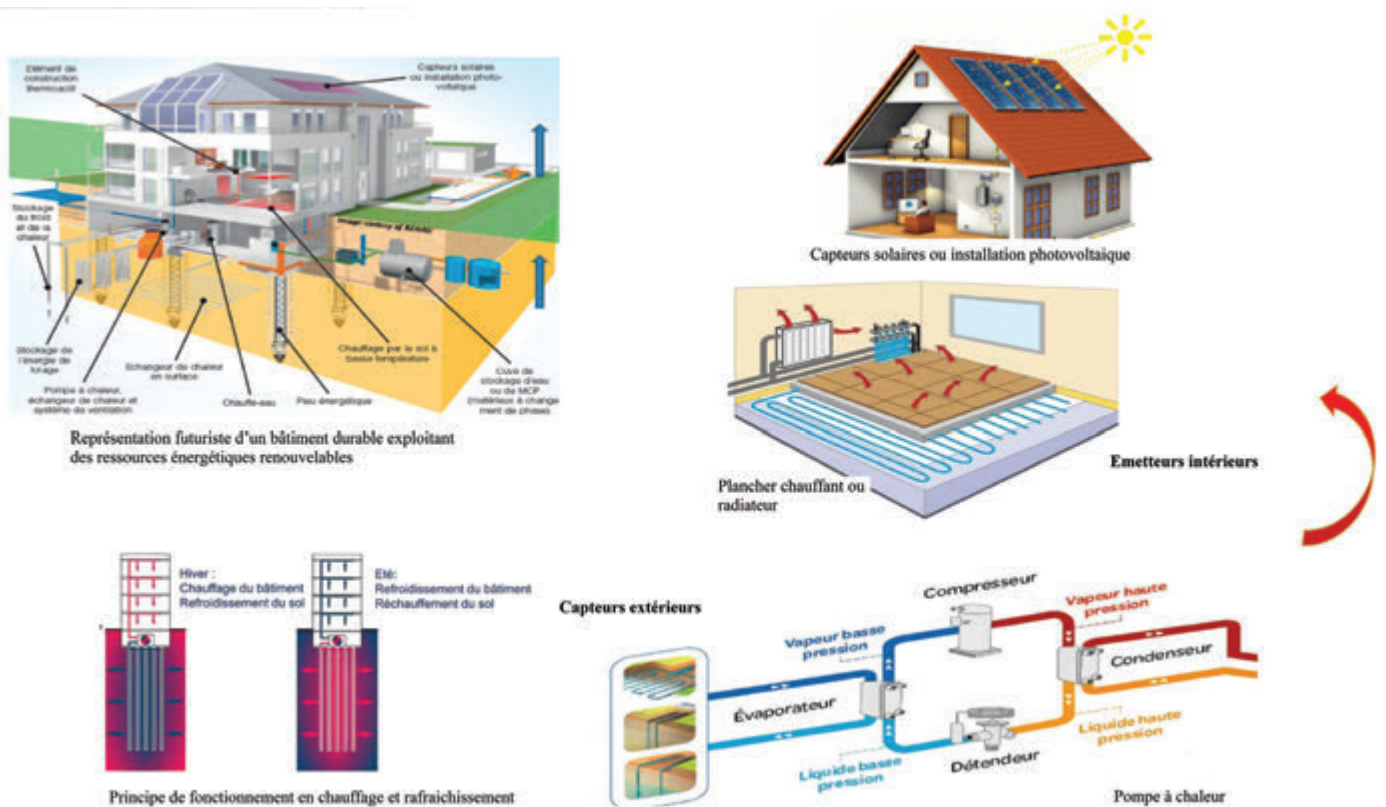 Elément de
construction
thermoactif
Capteurs solaires
ou installation photo-
voltaïque
Stockage
du froid
et de la
chaleur
Stockage de
l'énergie de
forage
Echangeur de chaleur
en surface
Pompe à chaleur,
échangeur de chaleur et
système de ventilation
Chauffe-eau
Pieu énergétique
Chauffage par le sol à
basse température
Cuve de
stockage d'eau
ou de MCP
(matériaux à change
ment de phase)
Représentation futuriste d'un bâtiment durable exploitant
des ressources énergétiques renouvelables
Capteurs solaires ou installation photovoltaique
Plancher chauffant ou
radiateur
Emetteurs intérieurs
Hiver :
Chauffage du bâtiment
Refroidissement du sol
Eté:
Refroidissement du bâtiment
Réchauffement du sol
Principe de fonctionnement en chauffage et rafraichissement
Capteurs extérieurs
Compresseur
Vapeur basse
pression
Vapeur haute
pression
Évaporateur
Condenseur
Liquide basse
pression
Détendeur
Liquide haute
pression
Pompe à chaleur